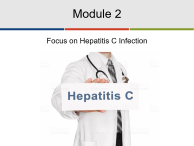 Module 2
Focus on Hepatitis C Infection
Hepatitis C